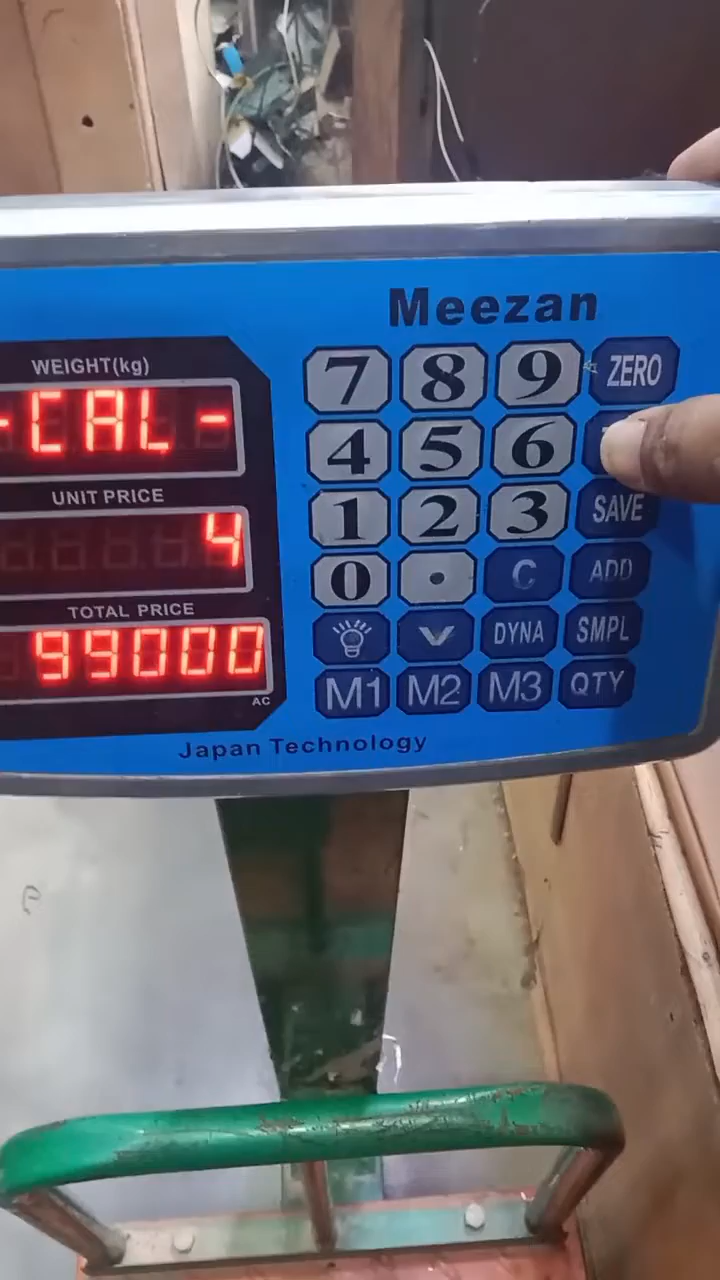 Meezan
WEIGHT(kg)
-CAL-
UNIT PRICE
4
TOTAL PRICE
99000
AC
7 8 9 ZERO
4 5 6
1 2 3 SAVE
0 . C ADD
DYNA SMPL
M1 M2 M3 QTY
Japan Technology